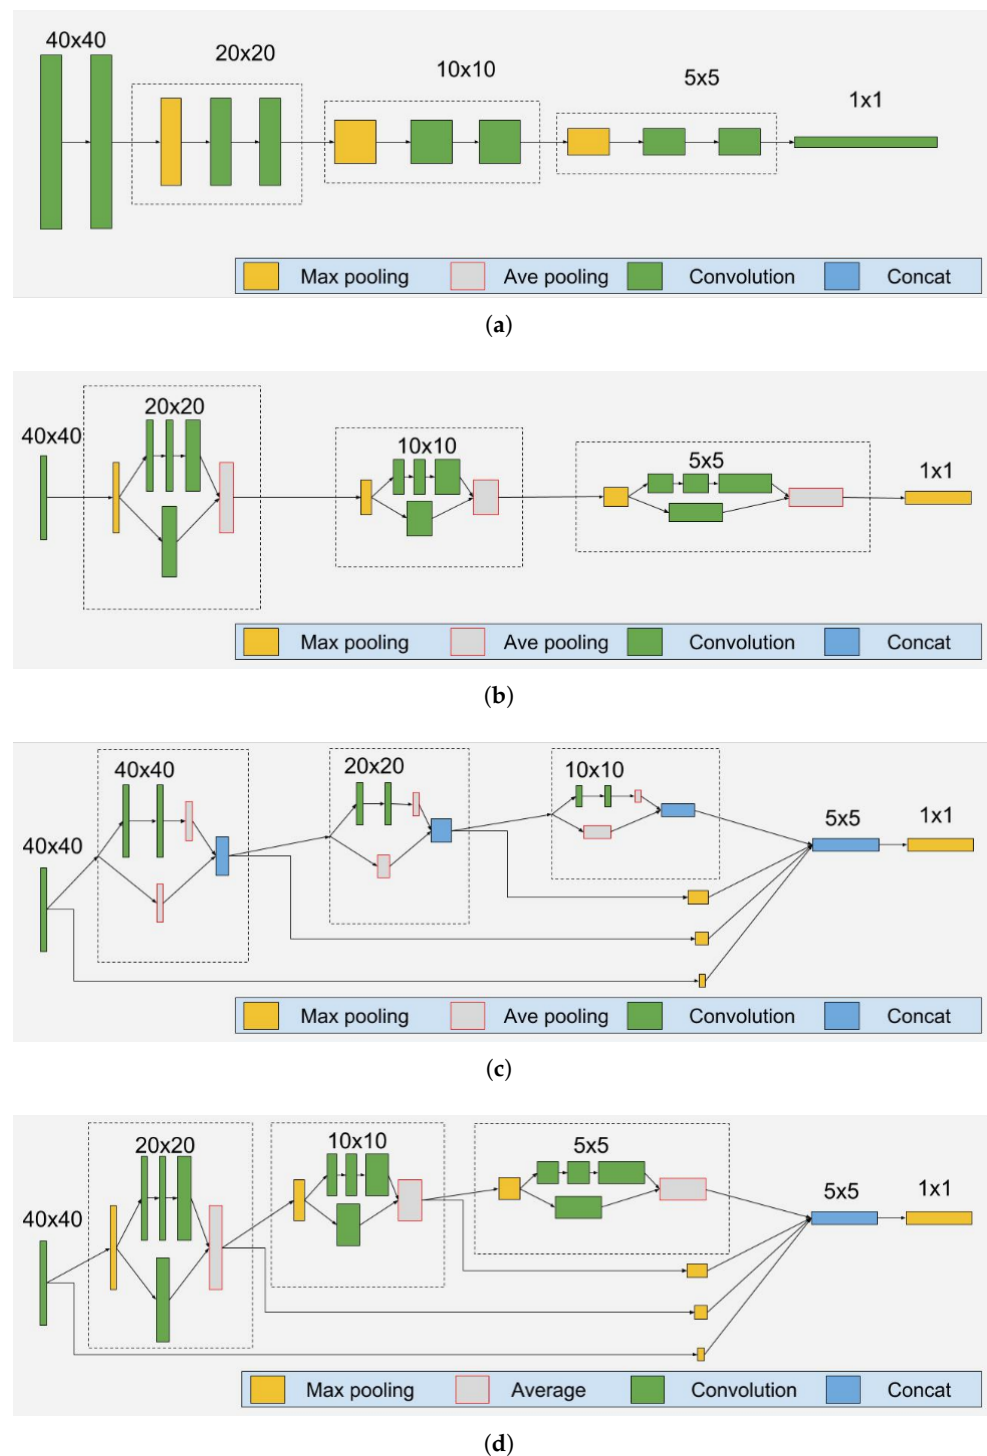 40x40
20x20
10x10
5x5
1x1
Max pooling Ave pooling Convolution Concat
(a)
20x20
40x40
10x10
5x5
1x1
Max pooling Ave pooling Convolution Concat
(b)
40x40
20x20
10x10
40x40
5x5
1x1
Max pooling Ave pooling Convolution Concat
(c)
20x20
10x10
5x5
40x40
5x5
1x1
Max pooling Average Convolution Concat
(d)